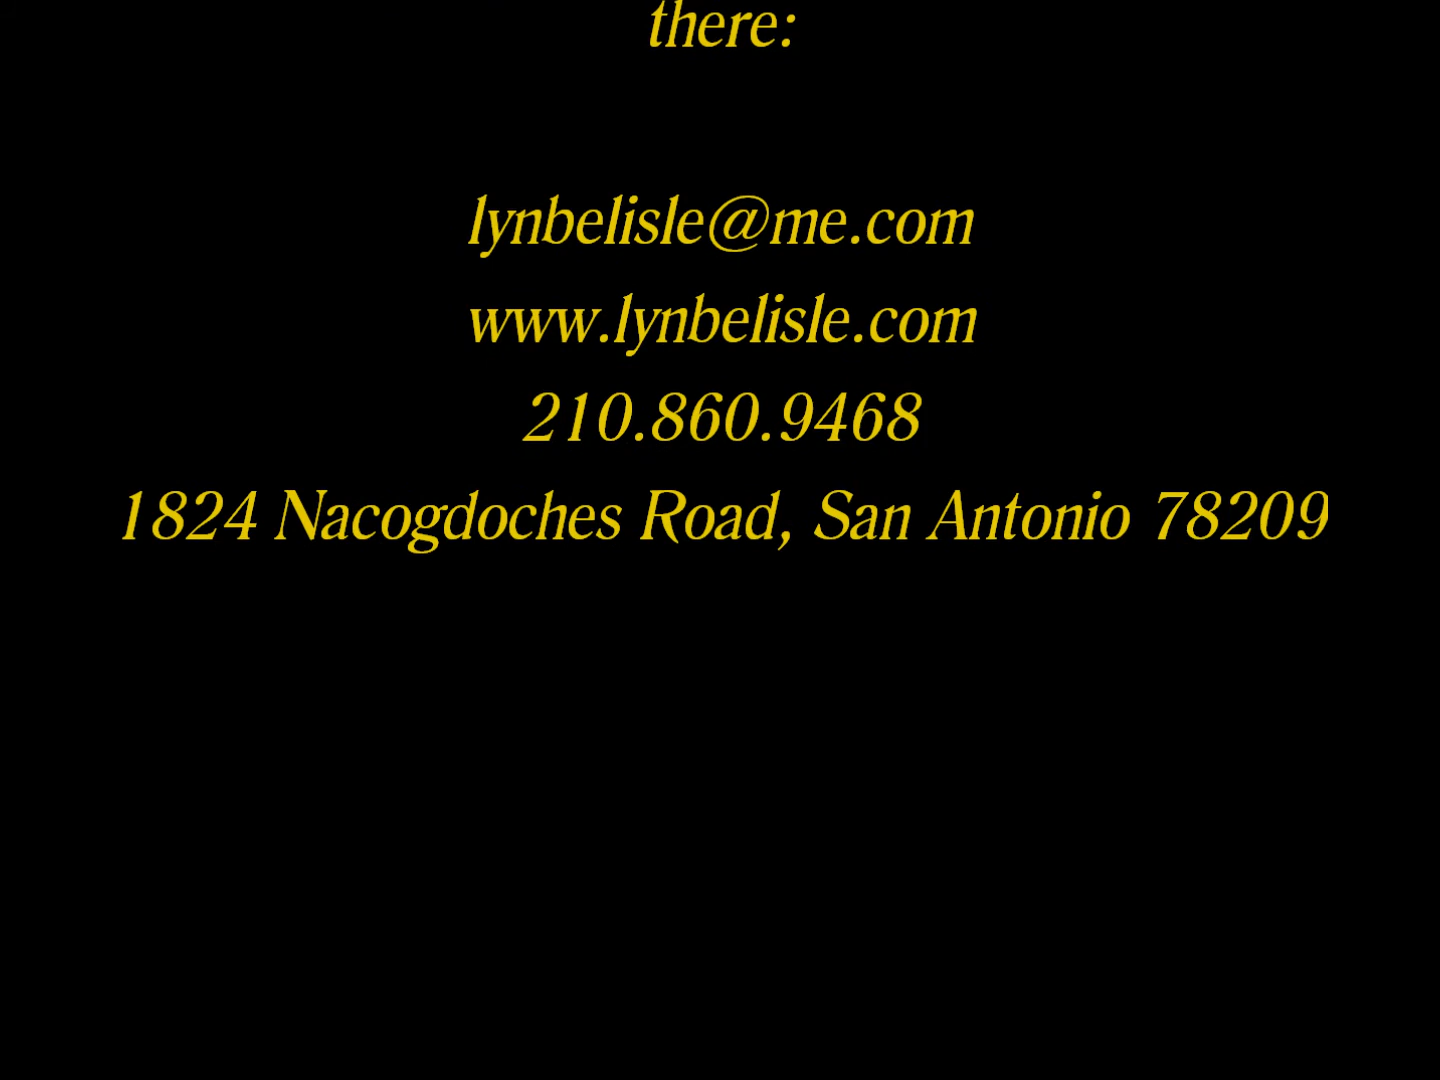 there:
lynbelisle@me.com
www.lynbelisle.com
210.860.9468
1824 Nacogdoches Road, San Antonio 78209